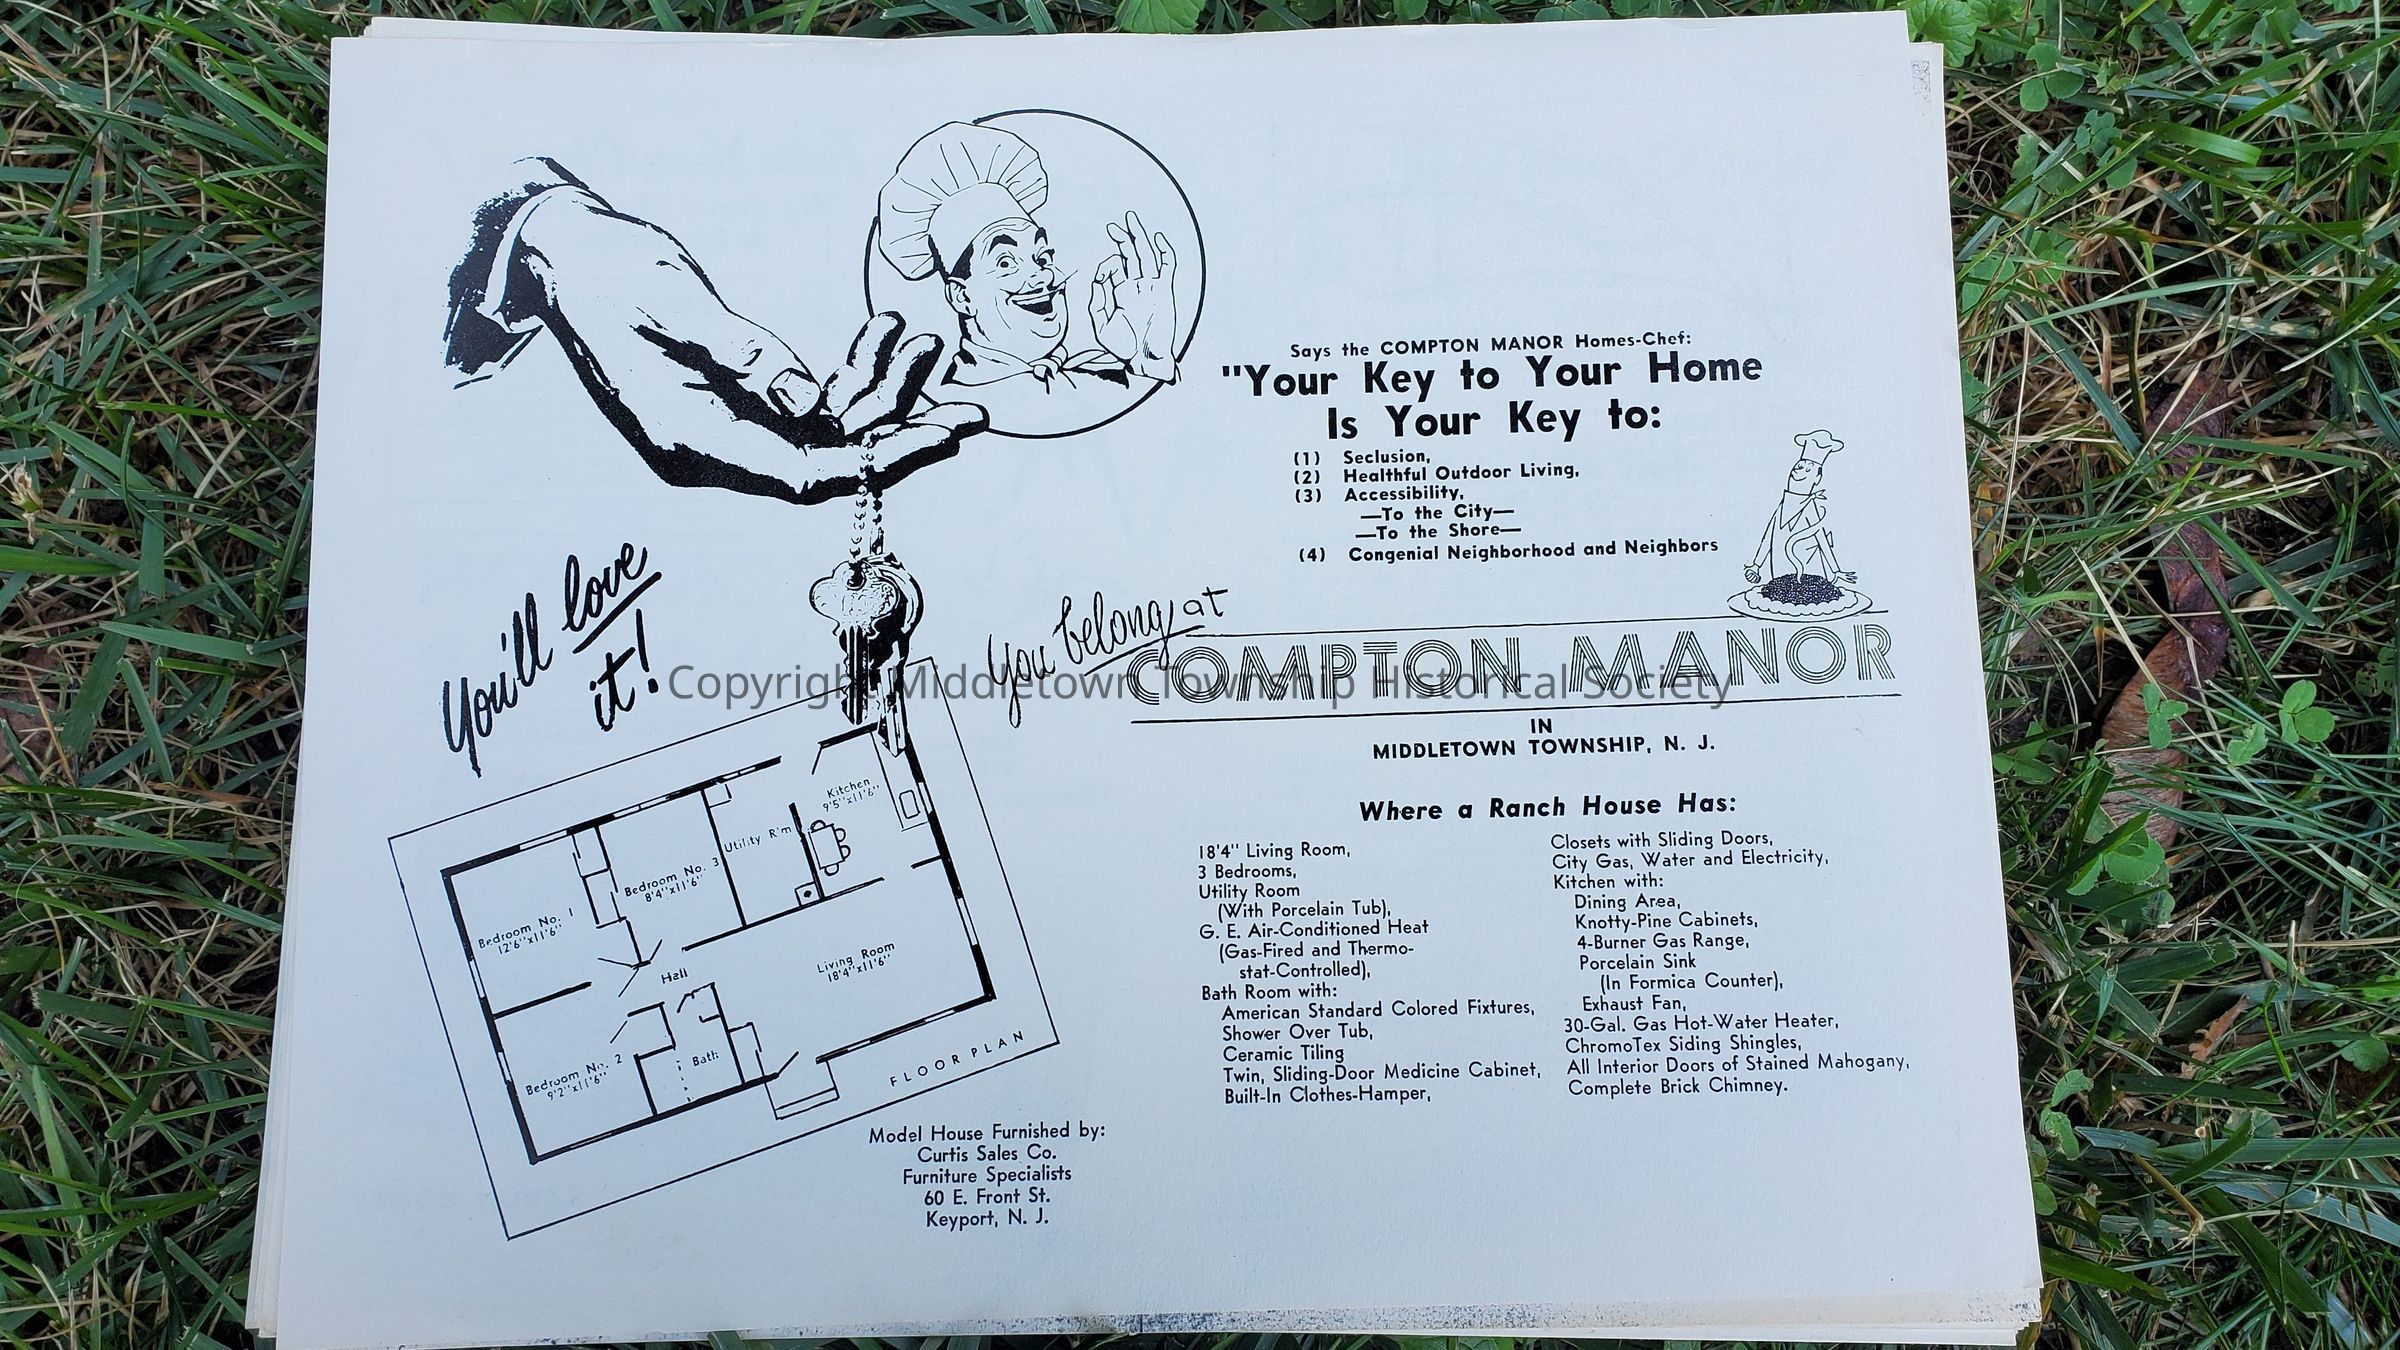 Says the COMPTON MANOR Homes-Chef:
"Your Key to Your Home
Is Your Key to:
(1) Seclusion,
(2) Healthful Outdoor Living,
(3) Accessibility,
—To the City—
—To the Shore—
(4) Congenial Neighborhood and Neighbors
You'll love
it!
You belong at
COMPTON MANOR
Copyright Middletown Township Historical Society
IN
MIDDLETOWN TOWNSHIP, N. J.
Where a Ranch House Has:
18'4" Living Room,
3 Bedrooms,
Utility Room
(With Porcelain Tub),
G. E. Air-Conditioned Heat
(Gas-Fired and Thermo-
stat-Controlled),
Bath Room with:
American Standard Colored Fixtures,
Shower Over Tub,
Ceramic Tiling
Twin, Sliding-Door Medicine Cabinet,
Built-In Clothes-Hamper,
Closets with Sliding Doors,
City Gas, Water and Electricity,
Kitchen with:
Dining Area,
Knotty-Pine Cabinets,
4-Burner Gas Range,
Porcelain Sink
(In Formica Counter),
Exhaust Fan,
30-Gal. Gas Hot-Water Heater,
ChromoTex Siding Shingles,
All Interior Doors of Stained Mahogany,
Complete Brick Chimney.
Kitchen
9'5"x11'6"
Utility R'm
Bedroom No. 3
8'4"x11'6"
Bedroom No. 1
12'6"x11'6"
Living Room
18'4"x11'6"
Hall
Bedroom No. 2
9'2"x11'6"
Bath
FLOOR PLAN
Model House Furnished by:
Curtis Sales Co.
Furniture Specialists
60 E. Front St.
Keyport, N. J.